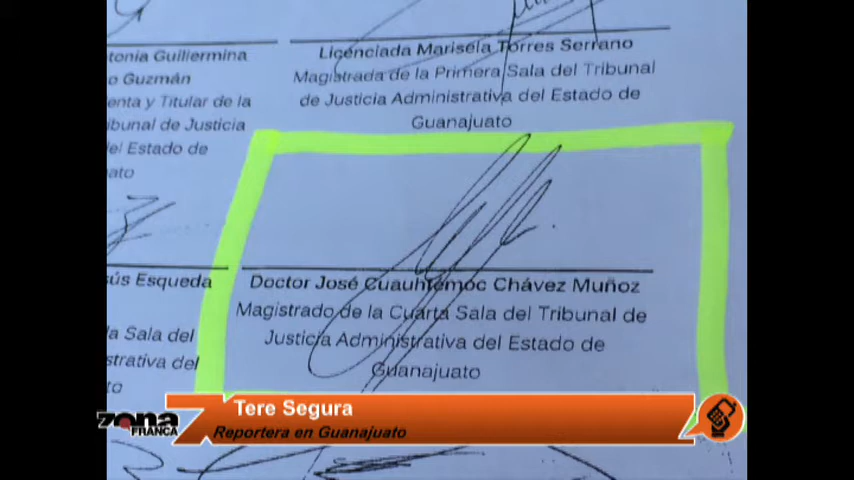 tonia Guillermina
o Guzmán
enta y Titular de la
ibunal de Justicia
el Estado de
uato
Licenciada Marisela Torres Serrano
Magistrada de la Primera Sala del Tribunal
de Justicia Administrativa del Estado de
Guanajuato
sús Esqueda
a Sala del
strativa del
to
Doctor José Cuauhtémoc Chávez Muñoz
Magistrado de la Cuarta Sala del Tribunal de
Justicia Administrativa del Estado de
Guanajuato
zona
FRANCA
Tere Segura
Reportera en Guanajuato